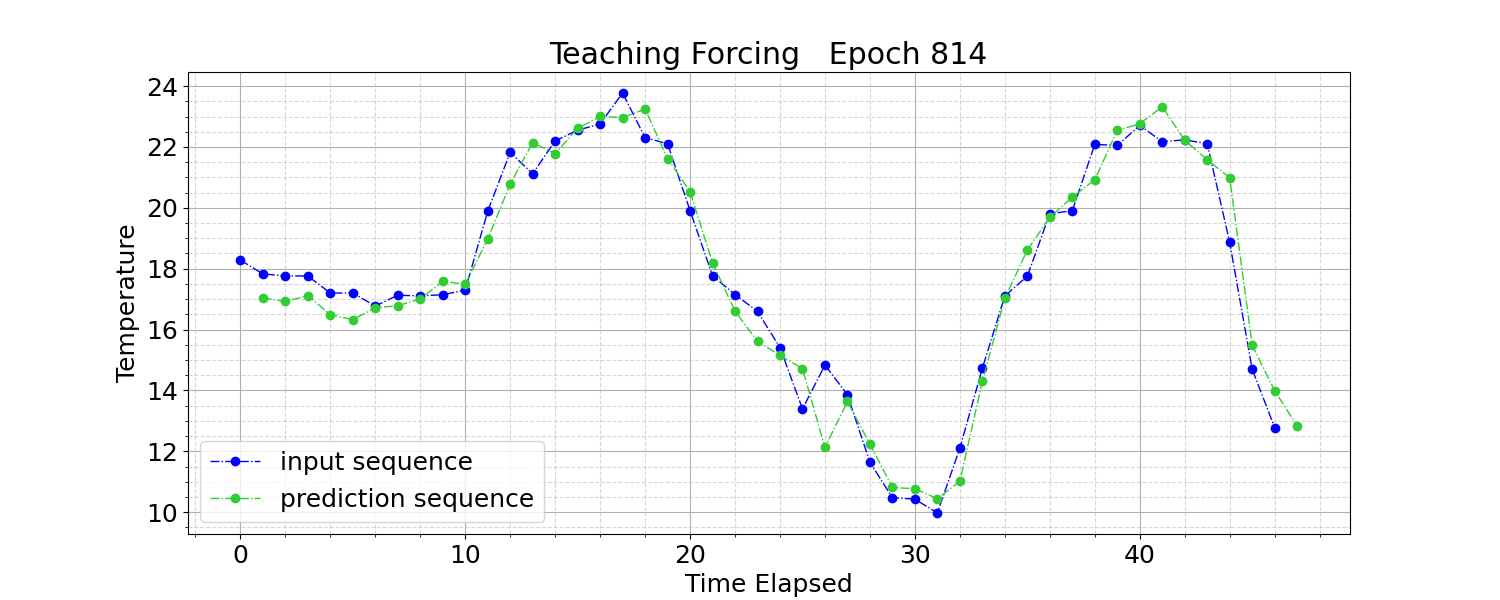 Teaching Forcing   Epoch 814
24
22
20
18
16
14
12
10
Temperature
input sequence
prediction sequence
0 10 20 30 40
Time Elapsed